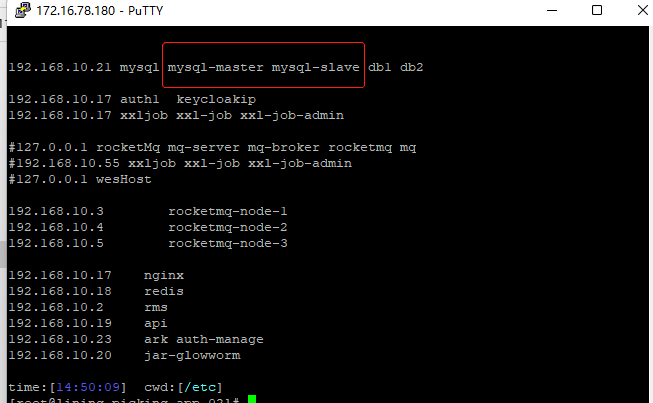 172.16.78.180 - PuTTY
192.168.10.21 mysql mysql-master mysql-slave db1 db2
192.168.10.17 auth1 keycloakip
192.168.10.17 xxljob xxl-job xxl-job-admin
#127.0.0.1 rocketMq mq-server mq-broker rocketmq mq
#192.168.10.55 xxljob xxl-job xxl-job-admin
#127.0.0.1 wesHost
192.168.10.3 rocketmq-node-1
192.168.10.4 rocketmq-node-2
192.168.10.5 rocketmq-node-3
192.168.10.17 nginx
192.168.10.18 redis
192.168.10.2 rms
192.168.10.19 api
192.168.10.23 ark auth-manage
192.168.10.20 jar-glowworm
time:[14:50:09] cwd:[/etc]